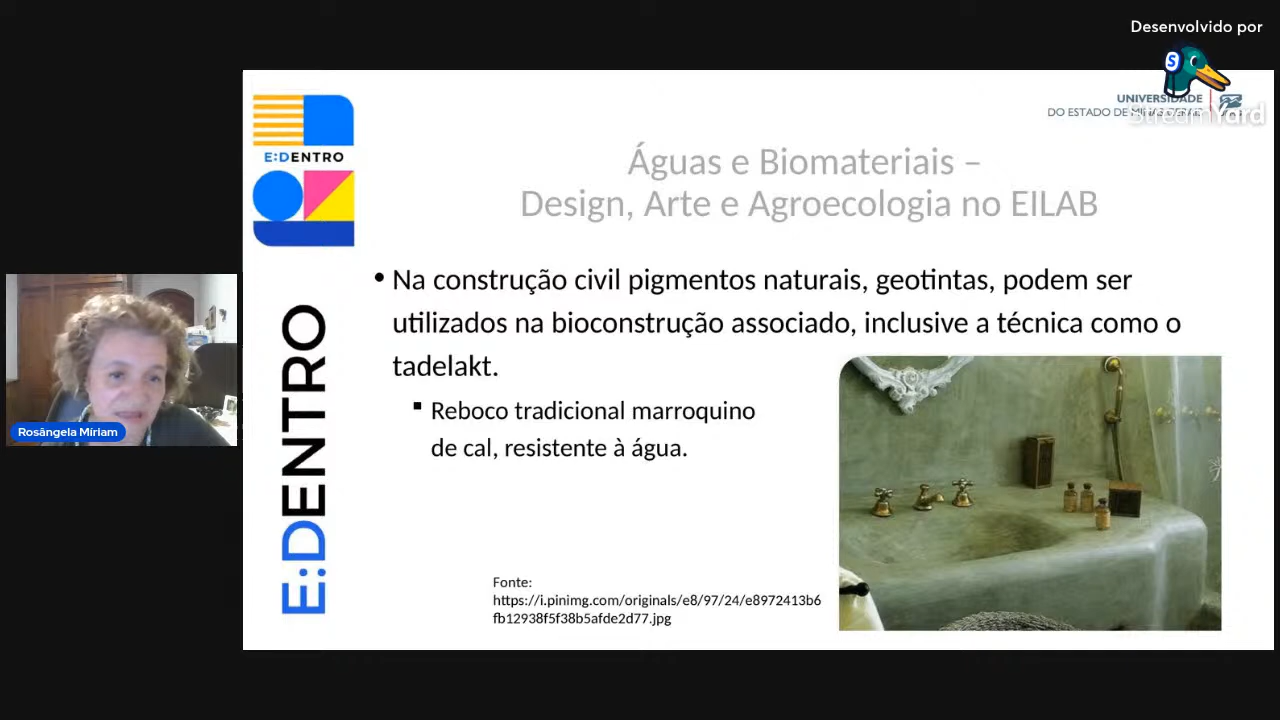 Desenvolvido por
StreamYard
UNIVERSIDADE
DO ESTADO DE MINAS GERAIS
E:DENTRO
Águas e Biomateriais –
Design, Arte e Agroecologia no EILAB
• Na construção civil pigmentos naturais, geotintas, podem ser
utilizados na bioconstrução associado, inclusive a técnica como o
tadelakt.
▪ Reboco tradicional marroquino
de cal, resistente à água.
E:DENTRO
Rosângela Míriam
Fonte:
https://i.pinimg.com/originals/e8/97/24/e8972413b6
fb12938f5f38b5afde2d77.jpg